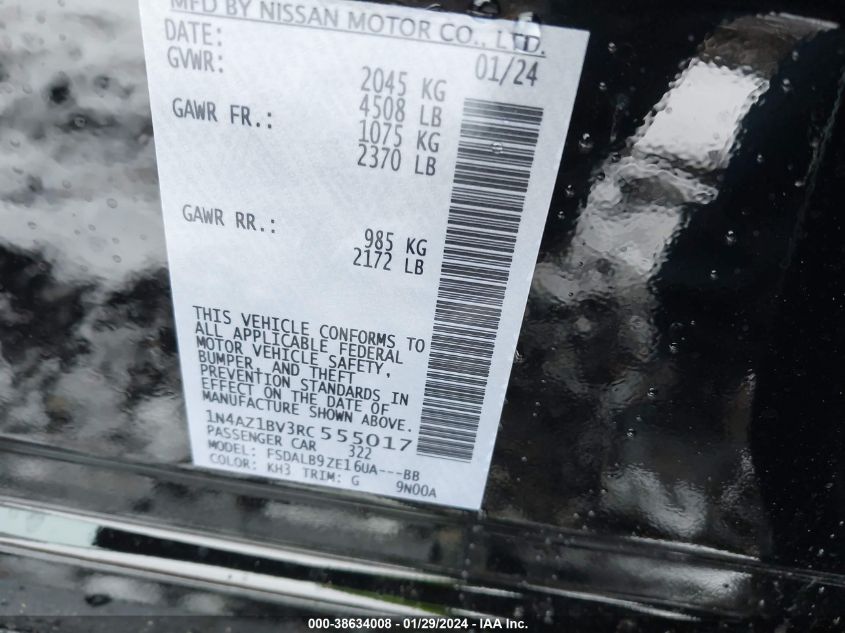 MFD BY NISSAN MOTOR CO., LTD.
DATE: 01/24
GVWR: 2045 KG
4508 LB
GAWR FR.: 1075 KG
2370 LB
GAWR RR.: 985 KG
2172 LB
THIS VEHICLE CONFORMS TO
ALL APPLICABLE FEDERAL
MOTOR VEHICLE SAFETY,
BUMPER, AND THEFT
PREVENTION STANDARDS IN
EFFECT ON THE DATE OF
MANUFACTURE SHOWN ABOVE.
1N4AZ1BV3RC555017
PASSENGER CAR 322
MODEL: FSDALB9ZE16UA---BB
COLOR: KH3 TRIM: G 9N00A
000-38634008 - 01/29/2024 - IAA Inc.